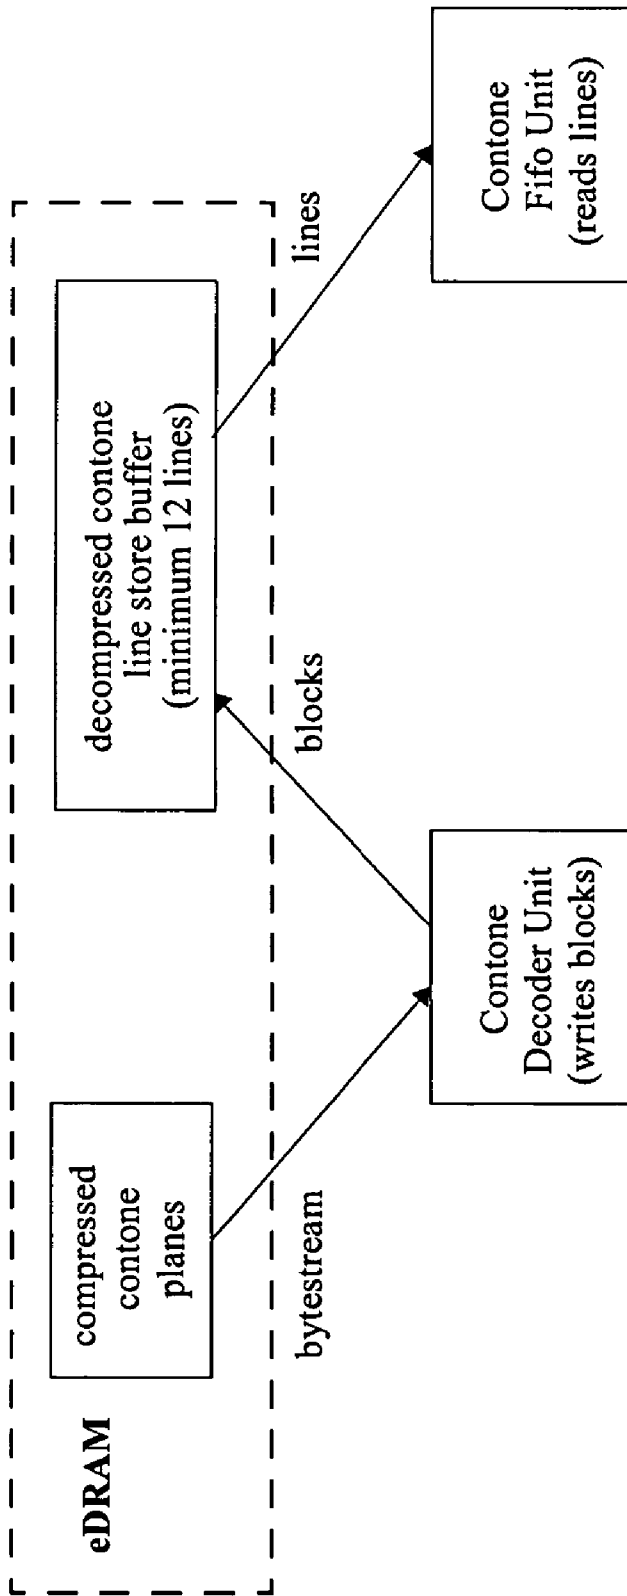 eDRAM
compressed
contone
planes
decompressed contone
line store buffer
(minimum 12 lines)
bytestream
blocks
lines
Contone
Decoder Unit
(writes blocks)
Contone
Fifo Unit
(reads lines)